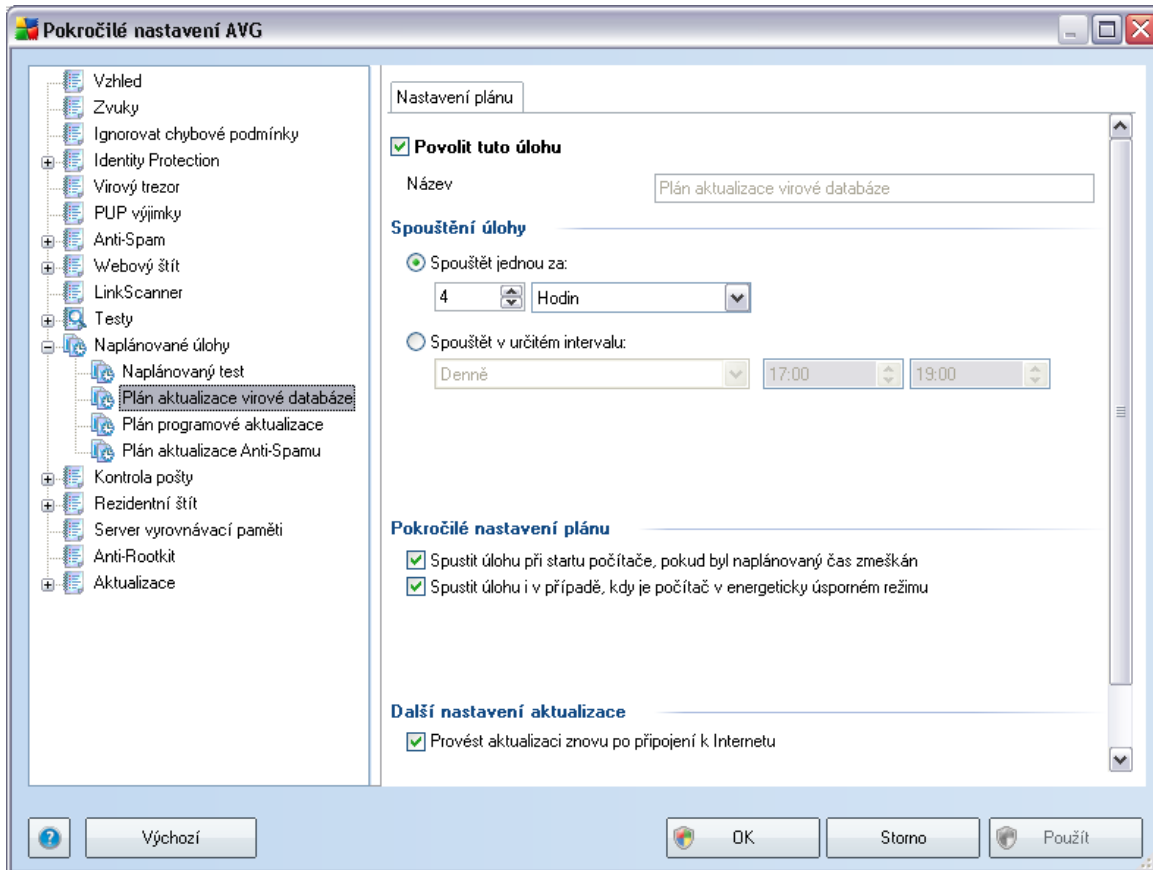 Pokročilé nastavení AVG
Vzhled
Zvuky
Ignorovat chybové podmínky
Identity Protection
Virový trezor
PUP výjimky
Anti-Spam
Webový štít
LinkScanner
Testy
Naplánované úlohy
Naplánovaný test
Plán aktualizace virové databáze
Plán programové aktualizace
Plán aktualizace Anti-Spamu
Kontrola pošty
Rezidentní štít
Server vyrovnávací paměti
Anti-Rootkit
Aktualizace
Nastavení plánu
Povolit tuto úlohu
Název Plán aktualizace virové databáze
Spouštění úlohy
Spouštět jednou za:
4 Hodin
Spouštět v určitém intervalu:
Denně 17:00 19:00
Pokročilé nastavení plánu
Spustit úlohu při startu počítače, pokud byl naplánovaný čas zmeškán
Spustit úlohu i v případě, kdy je počítač v energeticky úsporném režimu
Další nastavení aktualizace
Provést aktualizaci znovu po připojení k Internetu
? Výchozí OK Storno Použít